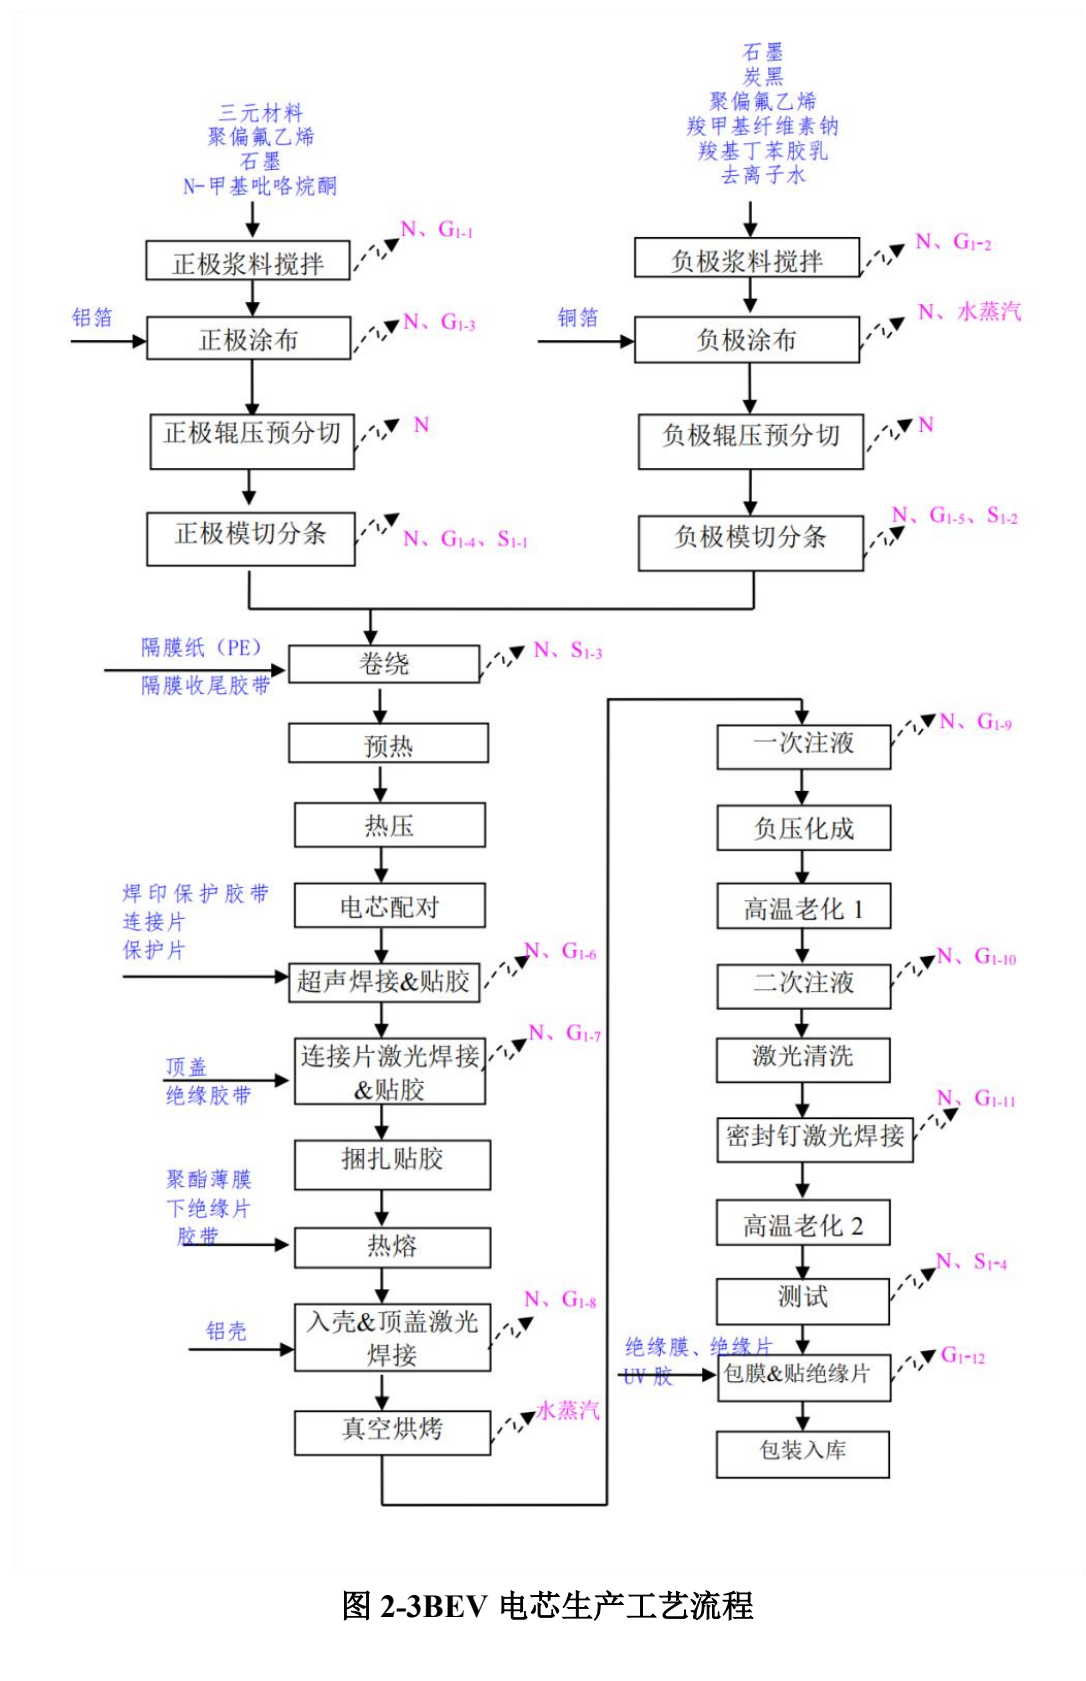 三元材料
聚偏氟乙烯
石墨
N-甲基吡咯烷酮
正极浆料搅拌
N、G1-1
铝箔
正极涂布
N、G1-3
正极辊压预分切
N
正极模切分条
N、G1-4、S1-1
石墨
炭黑
聚偏氟乙烯
羧甲基纤维素钠
羧基丁苯胶乳
去离子水
负极浆料搅拌
N、G1-2
铜箔
负极涂布
N、水蒸汽
负极辊压预分切
N
负极模切分条
N、G1-5、S1-2
隔膜纸（PE）
隔膜收尾胶带
卷绕
N、S1-3
预热
热压
电芯配对
焊印保护胶带
连接片
保护片
超声焊接&贴胶
N、G1-6
顶盖
绝缘胶带
连接片激光焊接
&贴胶
N、G1-7
捆扎贴胶
聚酯薄膜
下绝缘片
胶带
热熔
铝壳
入壳&顶盖激光
焊接
N、G1-8
真空烘烤
水蒸汽
一次注液
N、G1-9
负压化成
高温老化 1
二次注液
N、G1-10
激光清洗
密封钉激光焊接
N、G1-11
高温老化 2
测试
N、S1-4
绝缘膜、绝缘片
UV 胶
包膜&贴绝缘片
G1-12
包装入库
图 2-3BEV 电芯生产工艺流程